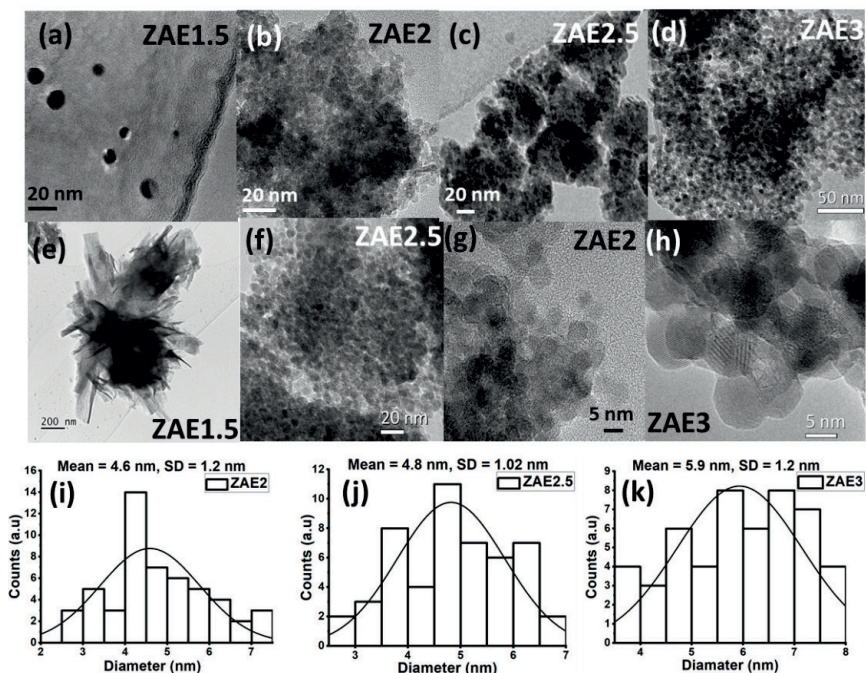 (a) ZAE1.5
20 nm
(b) ZAE2
20 nm
(c) ZAE2.5
20 nm
(d) ZAE3
50 nm
(e)
200 nm
ZAE1.5
(f) ZAE2.5
20 nm
(g) ZAE2
5 nm
(h)
ZAE3
5 nm
Mean = 4.6 nm, SD = 1.2 nm
(i)
ZAE2
Counts (a.u)
16
14
12
10
8
6
4
2
0
2 3 4 5 6 7
Diameter (nm)
Mean = 4.8 nm, SD = 1.02 nm
(j)
ZAE2.5
Counts (a.u)
12
10
8
6
4
2
0
3 4 5 6 7
Diameter (nm)
Mean = 5.9 nm, SD = 1.2 nm
(k)
ZAE3
Counts (a.u)
9
8
7
6
5
4
3
2
1
0
4 5 6 7 8
Diamater (nm)